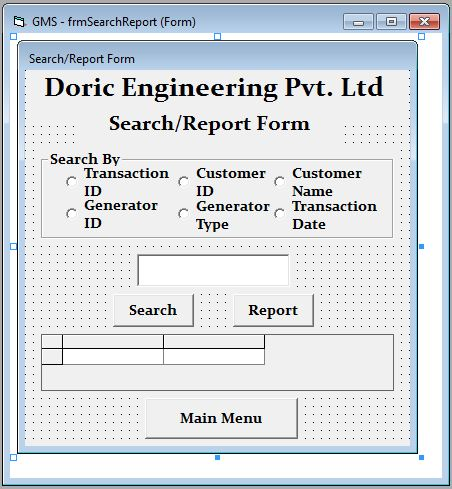 GMS - frmSearchReport (Form)
Search/Report Form
Doric Engineering Pvt. Ltd
Search/Report Form
Search By
Transaction ID
Customer ID
Customer Name
Generator ID
Generator Type
Transaction Date
Search
Report
Main Menu